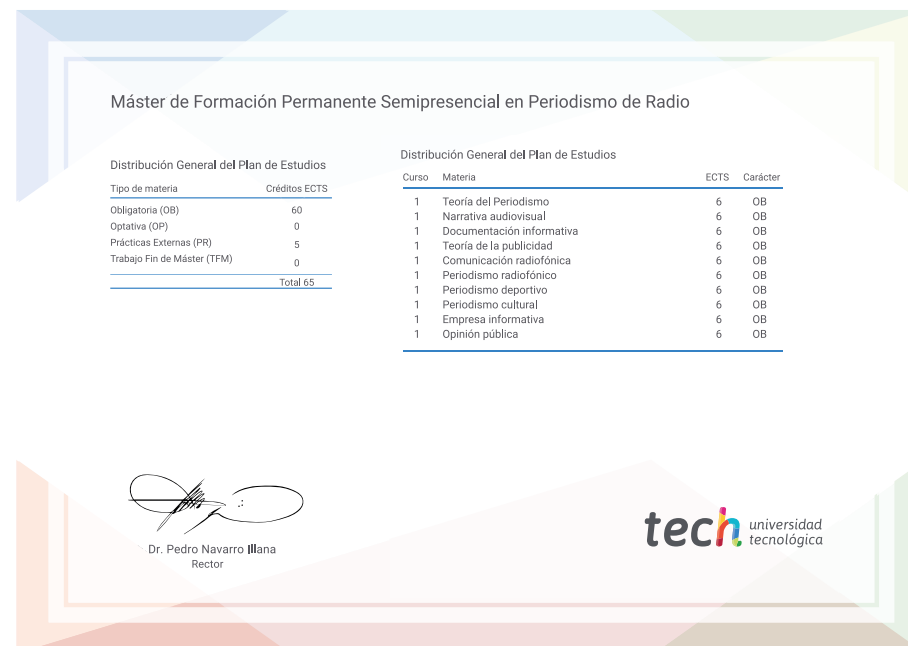 Máster de Formación Permanente Semipresencial en Periodismo de Radio
Distribución General del Plan de Estudios
Tipo de materia Créditos ECTS
Obligatoria (OB) 60
Optativa (OP) 0
Prácticas Externas (PR) 5
Trabajo Fin de Máster (TFM) 0
Total 65
Distribución General del Plan de Estudios
Curso Materia ECTS Carácter
1 Teoría del Periodismo 6 OB
1 Narrativa audiovisual 6 OB
1 Documentación informativa 6 OB
1 Teoría de la publicidad 6 OB
1 Comunicación radiofónica 6 OB
1 Periodismo radiofónico 6 OB
1 Periodismo deportivo 6 OB
1 Periodismo cultural 6 OB
1 Empresa informativa 6 OB
1 Opinión pública 6 OB
Dr. Pedro Navarro Illana
Rector
tech universidad
tecnológica